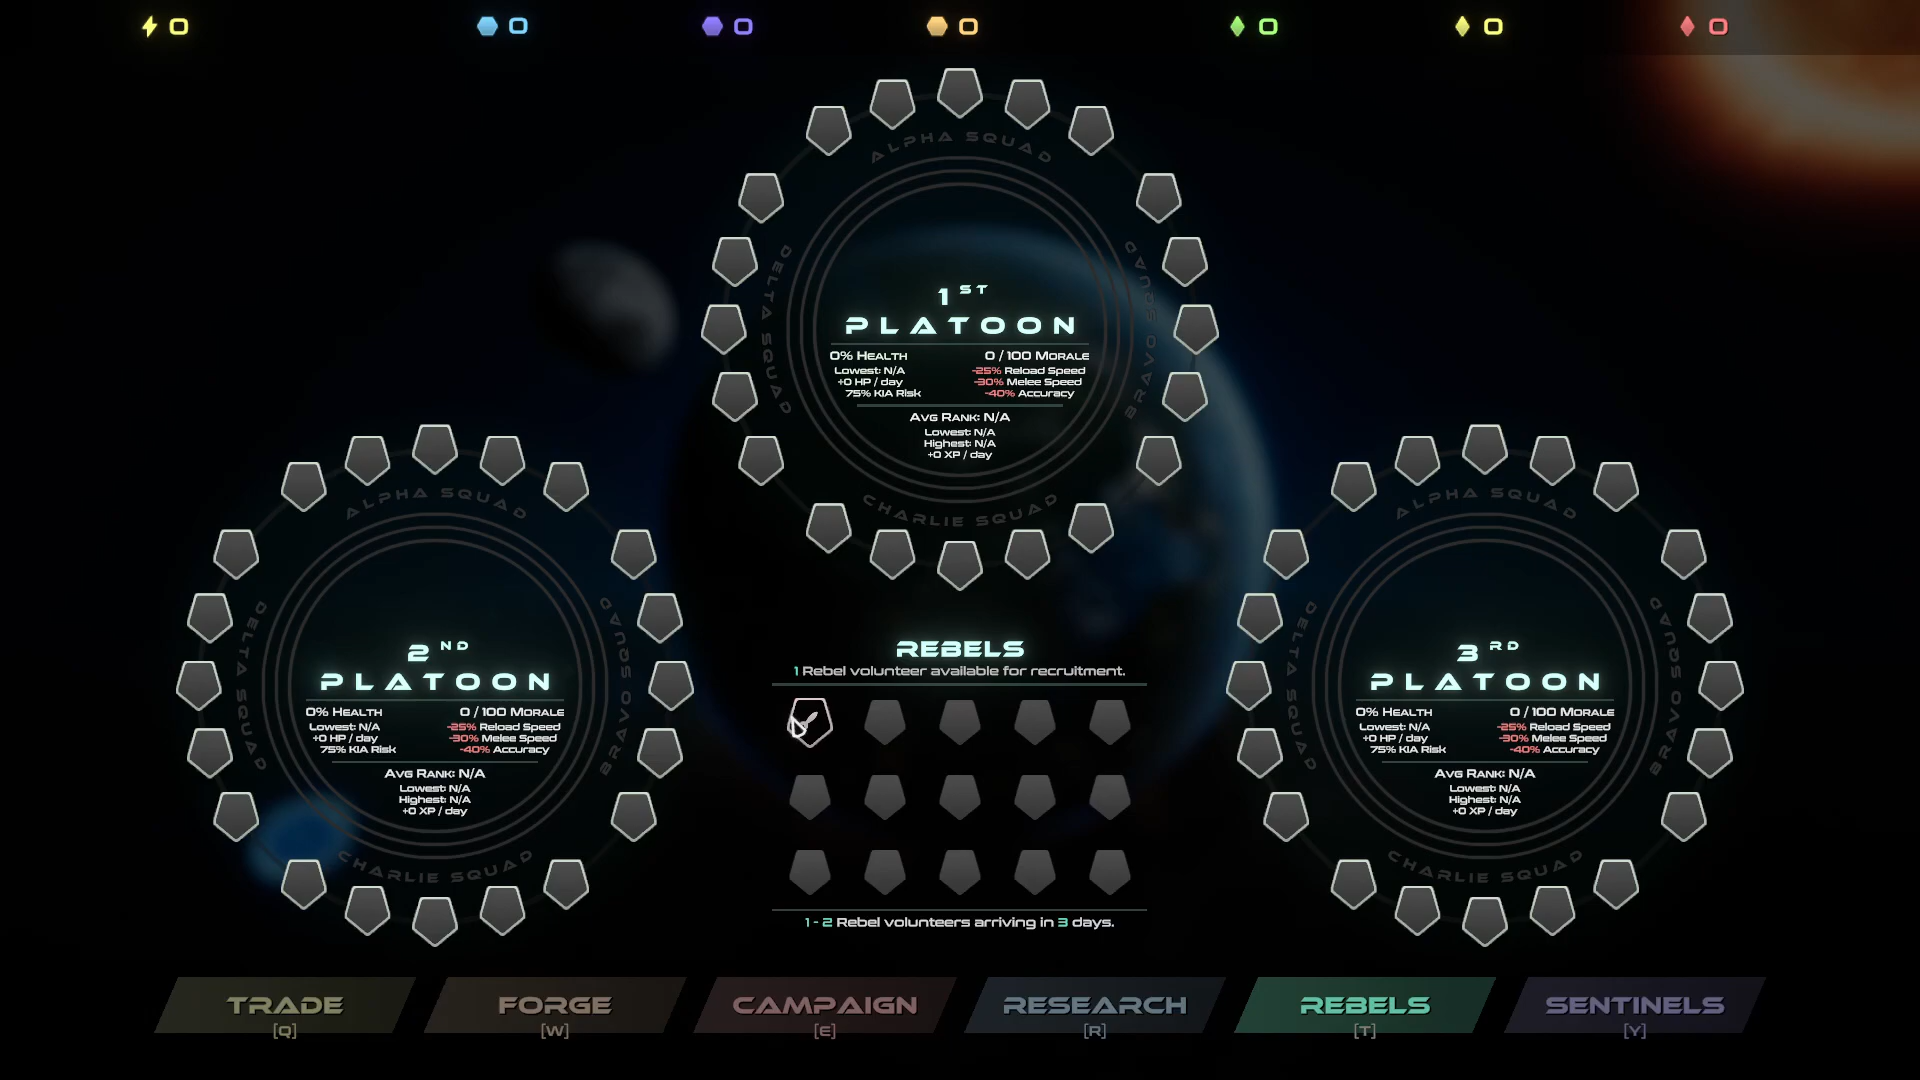 0 0 0 0 0 0 0
ALPHA SQUAD
DELTA SQUAD
BRAVO SQUAD
1ST
PLATOON
0% HEALTH 0 / 100 MORALE
Lowest: N/A -25% Reload Speed
+0 HP / day -30% Melee Speed
75% KIA Risk -40% Accuracy
AVG RANK: N/A
Lowest: N/A
Highest: N/A
+0 XP / day
CHARLIE SQUAD
ALPHA SQUAD
DELTA SQUAD
BRAVO SQUAD
2ND
PLATOON
0% HEALTH 0 / 100 MORALE
Lowest: N/A -25% Reload Speed
+0 HP / day -30% Melee Speed
75% KIA Risk -40% Accuracy
AVG RANK: N/A
Lowest: N/A
Highest: N/A
+0 XP / day
CHARLIE SQUAD
REBELS
1 Rebel volunteer available for recruitment.
1 - 2 Rebel volunteers arriving in 3 days.
ALPHA SQUAD
DELTA SQUAD
BRAVO SQUAD
3RD
PLATOON
0% HEALTH 0 / 100 MORALE
Lowest: N/A -25% Reload Speed
+0 HP / day -30% Melee Speed
75% KIA Risk -40% Accuracy
AVG RANK: N/A
Lowest: N/A
Highest: N/A
+0 XP / day
CHARLIE SQUAD
TRADE FORGE CAMPAIGN RESEARCH REBELS SENTINELS
[Q] [W] [E] [R] [T] [Y]